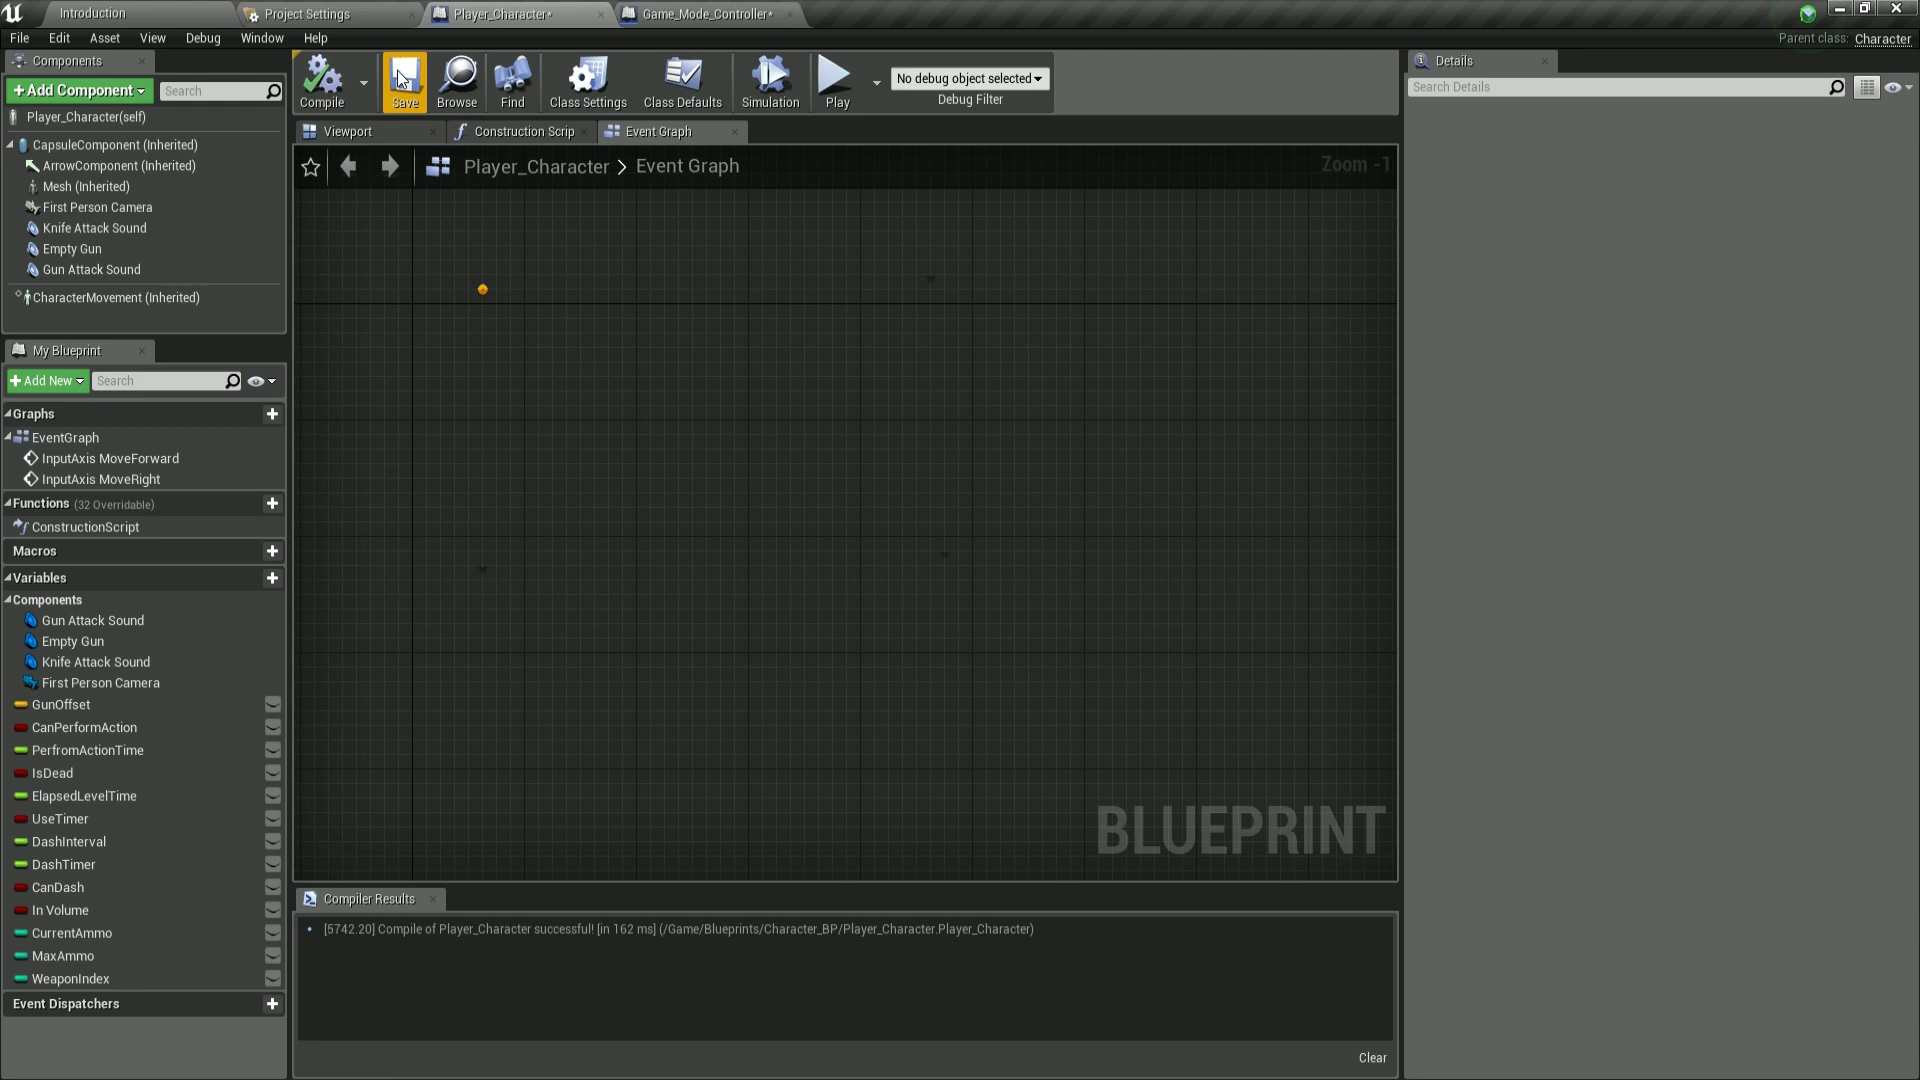 Introduction
Project Settings
Player_Character*
Game_Mode_Controller*
File Edit Asset View Debug Window Help
Parent class: Character
Components
+Add Component
Search
Player_Character(self)
CapsuleComponent (Inherited)
ArrowComponent (Inherited)
Mesh (Inherited)
First Person Camera
Knife Attack Sound
Empty Gun
Gun Attack Sound
CharacterMovement (Inherited)
My Blueprint
+Add New
Search
Graphs
EventGraph
InputAxis MoveForward
InputAxis MoveRight
Functions (32 Overridable)
ConstructionScript
Macros
Variables
Components
Gun Attack Sound
Empty Gun
Knife Attack Sound
First Person Camera
GunOffset
CanPerformAction
PerfromActionTime
IsDead
ElapsedLevelTime
UseTimer
DashInterval
DashTimer
CanDash
In Volume
CurrentAmmo
MaxAmmo
WeaponIndex
Event Dispatchers
Compile
Save
Browse
Find
Class Settings
Class Defaults
Simulation
Play
No debug object selected
Debug Filter
Viewport
Construction Scrip
Event Graph
Player_Character > Event Graph
Zoom -1
BLUEPRINT
Compiler Results
[5742.20] Compile of Player_Character successful! [in 162 ms] (/Game/Blueprints/Character_BP/Player_Character.Player_Character)
Clear
Details
Search Details